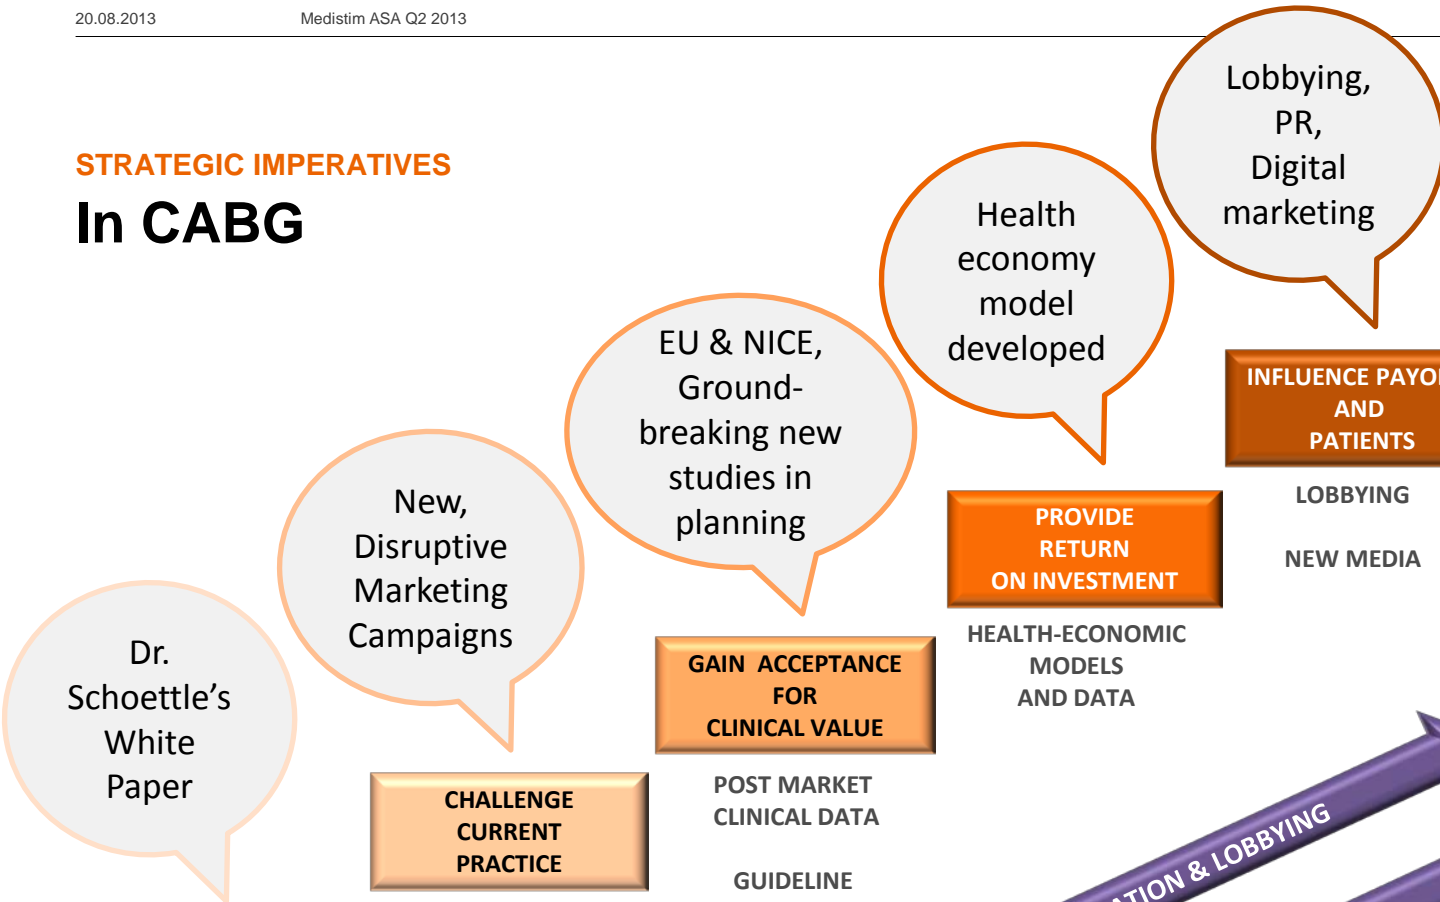 20.08.2013 Medistim ASA Q2 2013
STRATEGIC IMPERATIVES
In CABG
Lobbying,
PR,
Digital
marketing
Health
economy
model
developed
EU & NICE,
Ground-
breaking new
studies in
planning
New,
Disruptive
Marketing
Campaigns
Dr.
Schoettle’s
White
Paper
INFLUENCE
AND
PATIENTS
LOBBYING
NEW MEDIA
PROVIDE
RETURN
ON INVESTMENT
HEALTH-ECONOMIC
MODELS
AND DATA
GAIN ACCEPTANCE
FOR
CLINICAL VALUE
POST MARKET
CLINICAL DATA
GUIDELINE
CHALLENGE
CURRENT
PRACTICE
& LOBBYING